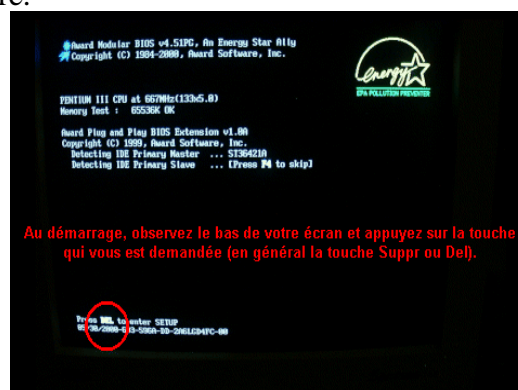 re.
Award Modular BIOS v4.51PG, An Energy Star Ally
Copyright (C) 1984-2000, Award Software, Inc.
energy
EPA POLLUTION PREVENTER
PENTIUM III CPU at 667MHz(133x5.0)
Memory Test : 65536K OK
Award Plug and Play BIOS Extension v1.0A
Copyright (C) 1999, Award Software, Inc.
Detecting IDE Primary Master ... ST36421A
Detecting IDE Primary Slave ... [Press F4 to skip]
Au démarrage, observez le bas de votre écran et appuyez sur la touche
qui vous est demandée (en général la touche Suppr ou Del).
Press DEL to enter SETUP